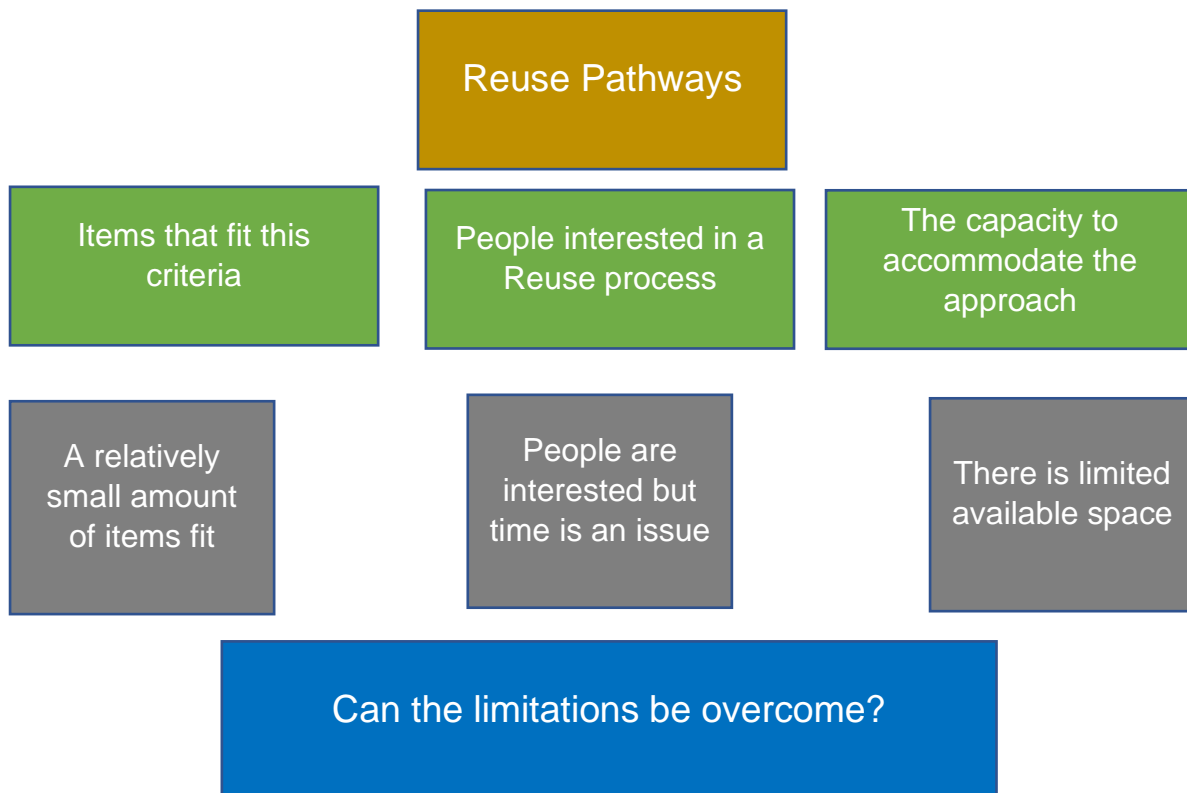 Reuse Pathways
Items that fit this
criteria
People interested in a
Reuse process
The capacity to
accommodate the
approach
A relatively
small amount
of items fit
People are
interested but
time is an issue
There is limited
available space
Can the limitations be overcome?